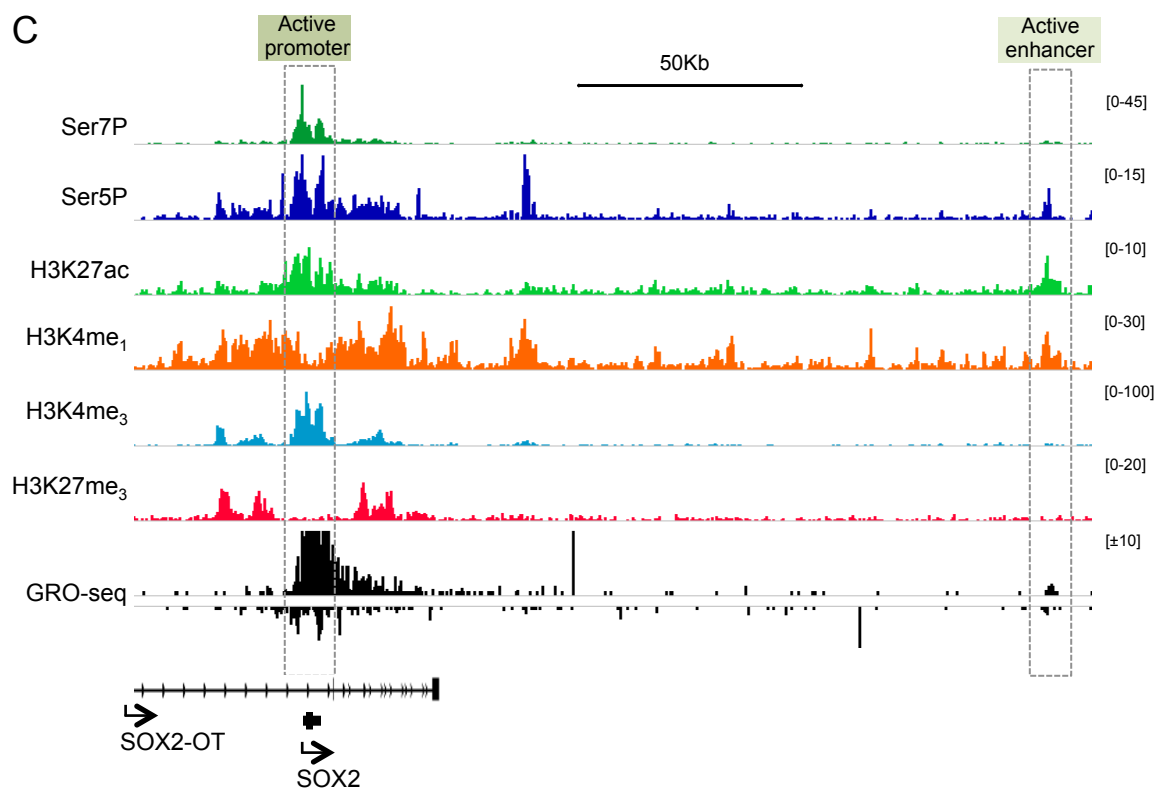 C
Active
promoter
Active
enhancer
50Kb
Ser7P
[0-45]
Ser5P
[0-15]
H3K27ac
[0-10]
H3K4me₁
[0-30]
H3K4me₃
[0-100]
H3K27me₃
[0-20]
GRO-seq
[±10]
SOX2-OT
SOX2